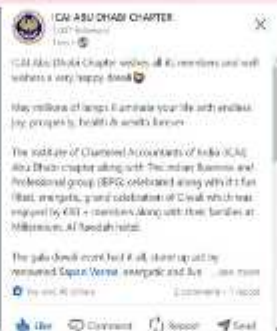 ICAI ABU DHABI CHAPTER
ICAI Abu Dhabi Chapter wishes all its members and well
wishers a very happy diwali
May millions of lamps illuminate your life with endless
joy, prosperity, health & wealth forever
The Institute of Chartered Accountants of India (ICAI)
Abu Dhabi chapter along with The Indian Business and
Professional group (IBPG) celebrated along with it's fun
filled, energetic, grand celebration of Diwali which was
enjoyed by + members along with their families at
Millennium, Al Rawdah hotel.
The gala diwali event had it all, stand up act by
renowned Sapan Verma, energetic and live ... see more
Like Comment Repost Send